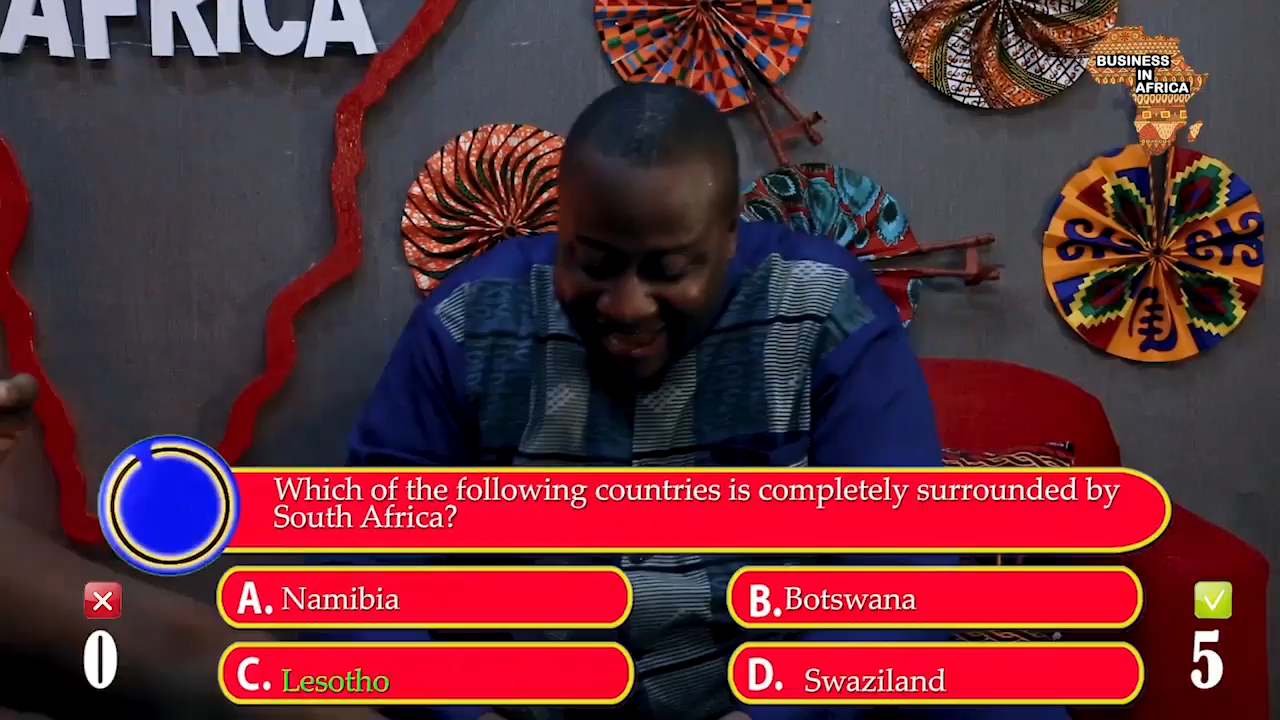 AFRICA
BUSINESS
IN
AFRICA
Which of the following countries is completely surrounded by
South Africa?
A. Namibia
B. Botswana
C. Lesotho
D. Swaziland
0
5